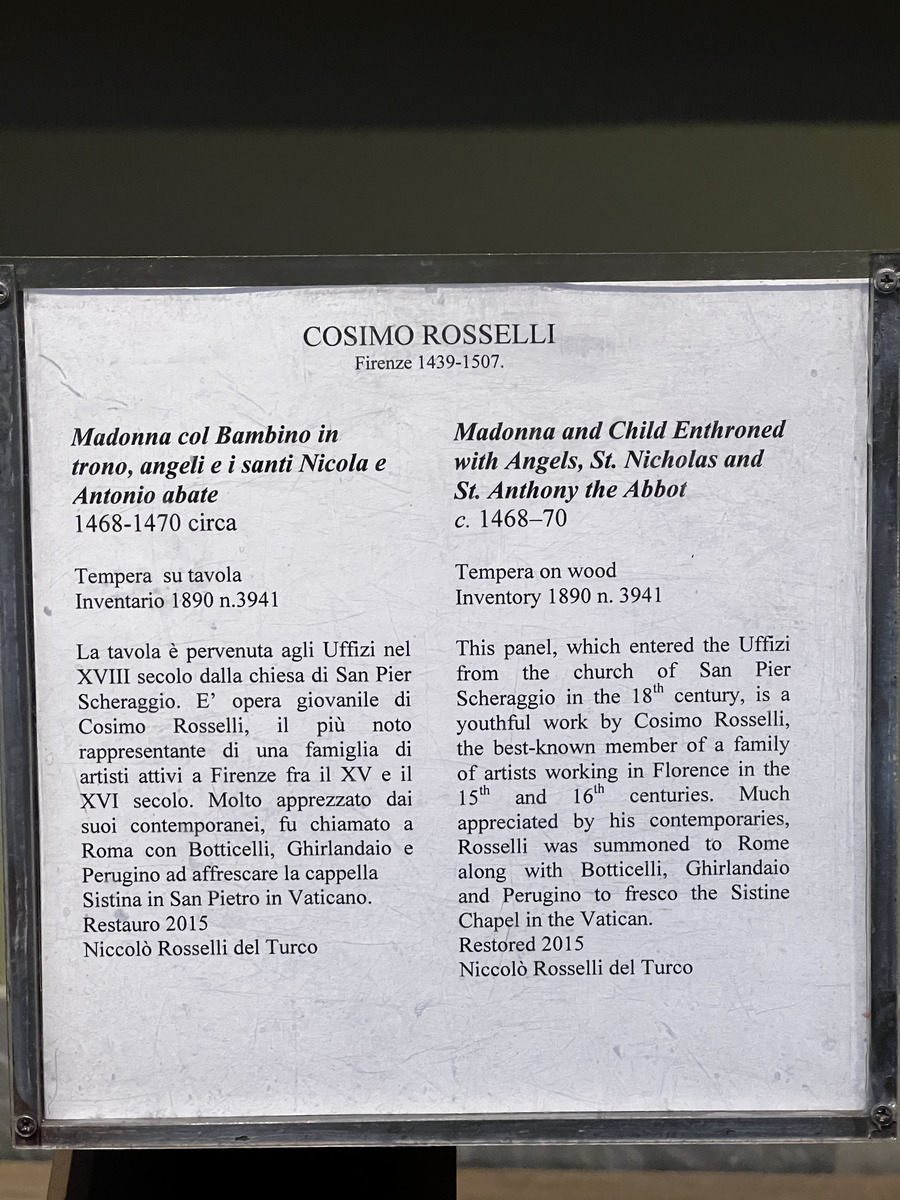 COSIMO ROSSELLI
Firenze 1439-1507.
Madonna col Bambino in
trono, angeli e i santi Nicola e
Antonio abate
1468-1470 circa
Tempera su tavola
Inventario 1890 n.3941
La tavola è pervenuta agli Uffizi nel
XVIII secolo dalla chiesa di San Pier
Scheraggio. E’ opera giovanile di
Cosimo Rosselli, il più noto
rappresentante di una famiglia di
artisti attivi a Firenze fra il XV e il
XVI secolo. Molto apprezzato dai
suoi contemporanei, fu chiamato a
Roma con Botticelli, Ghirlandaio e
Perugino ad affrescare la cappella
Sistina in San Pietro in Vaticano.
Restauro 2015
Niccolò Rosselli del Turco
Madonna and Child Enthroned
with Angels, St. Nicholas and
St. Anthony the Abbot
c. 1468–70
Tempera on wood
Inventory 1890 n. 3941
This panel, which entered the Uffizi
from the church of San Pier
Scheraggio in the 18th century, is a
youthful work by Cosimo Rosselli,
the best-known member of a family
of artists working in Florence in the
15th and 16th centuries. Much
appreciated by his contemporaries,
Rosselli was summoned to Rome
along with Botticelli, Ghirlandaio
and Perugino to fresco the Sistine
Chapel in the Vatican.
Restored 2015
Niccolò Rosselli del Turco